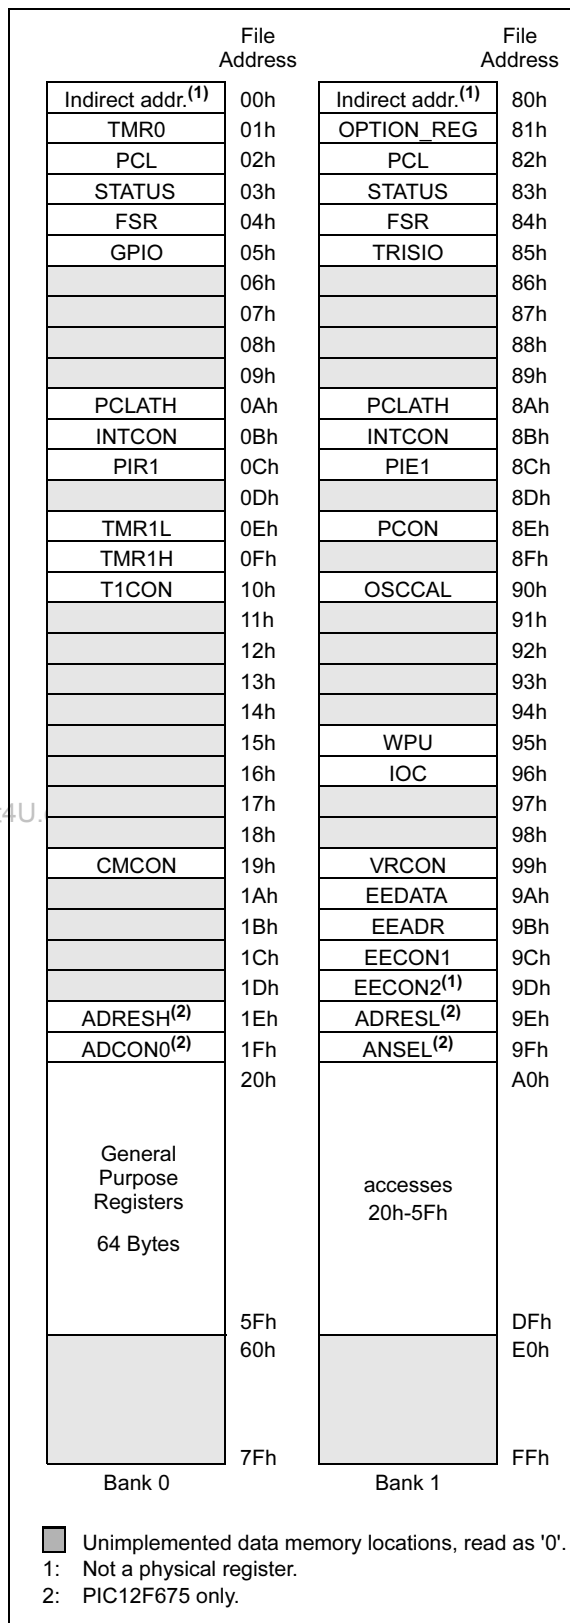 File Address File Address
Indirect addr.(1) 00h Indirect addr.(1) 80h
TMR0 01h OPTION_REG 81h
PCL 02h PCL 82h
STATUS 03h STATUS 83h
FSR 04h FSR 84h
GPIO 05h TRISIO 85h
06h 86h
07h 87h
08h 88h
09h 89h
PCLATH 0Ah PCLATH 8Ah
INTCON 0Bh INTCON 8Bh
PIR1 0Ch PIE1 8Ch
0Dh 8Dh
TMR1L 0Eh PCON 8Eh
TMR1H 0Fh 8Fh
T1CON 10h OSCCAL 90h
11h 91h
12h 92h
13h 93h
14h 94h
15h WPU 95h
16h IOC 96h
17h 97h
4U.
18h 98h
CMCON 19h VRCON 99h
1Ah EEDATA 9Ah
1Bh EEADR 9Bh
1Ch EECON1 9Ch
1Dh EECON2(1) 9Dh
ADRESH(2) 1Eh ADRESL(2) 9Eh
ADCON0(2) 1Fh ANSEL(2) 9Fh
20h A0h
General
Purpose
Registers
64 Bytes
accesses
20h-5Fh
5Fh DFh
60h E0h
7Fh FFh
Bank 0 Bank 1
Unimplemented data memory locations, read as '0'.
1: Not a physical register.
2: PIC12F675 only.